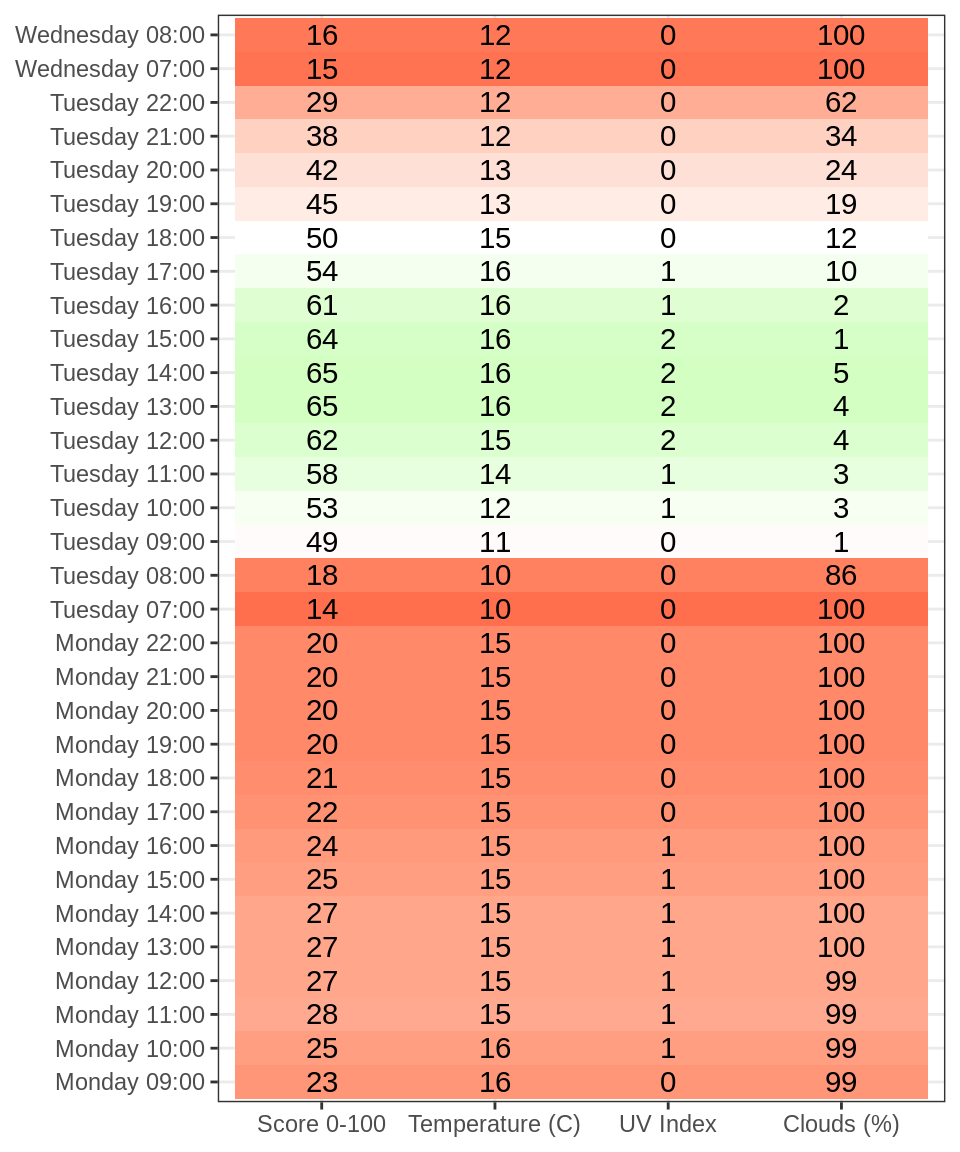 Wednesday 08:00 16 12 0 100
Wednesday 07:00 15 12 0 100
Tuesday 22:00 29 12 0 62
Tuesday 21:00 38 12 0 34
Tuesday 20:00 42 13 0 24
Tuesday 19:00 45 13 0 19
Tuesday 18:00 50 15 0 12
Tuesday 17:00 54 16 1 10
Tuesday 16:00 61 16 1 2
Tuesday 15:00 64 16 2 1
Tuesday 14:00 65 16 2 5
Tuesday 13:00 65 16 2 4
Tuesday 12:00 62 15 2 4
Tuesday 11:00 58 14 1 3
Tuesday 10:00 53 12 1 3
Tuesday 09:00 49 11 0 1
Tuesday 08:00 18 10 0 86
Tuesday 07:00 14 10 0 100
Monday 22:00 20 15 0 100
Monday 21:00 20 15 0 100
Monday 20:00 20 15 0 100
Monday 19:00 20 15 0 100
Monday 18:00 21 15 0 100
Monday 17:00 22 15 0 100
Monday 16:00 24 15 1 100
Monday 15:00 25 15 1 100
Monday 14:00 27 15 1 100
Monday 13:00 27 15 1 100
Monday 12:00 27 15 1 99
Monday 11:00 28 15 1 99
Monday 10:00 25 16 1 99
Monday 09:00 23 16 0 99
Score 0-100 Temperature (C) UV Index Clouds (%)